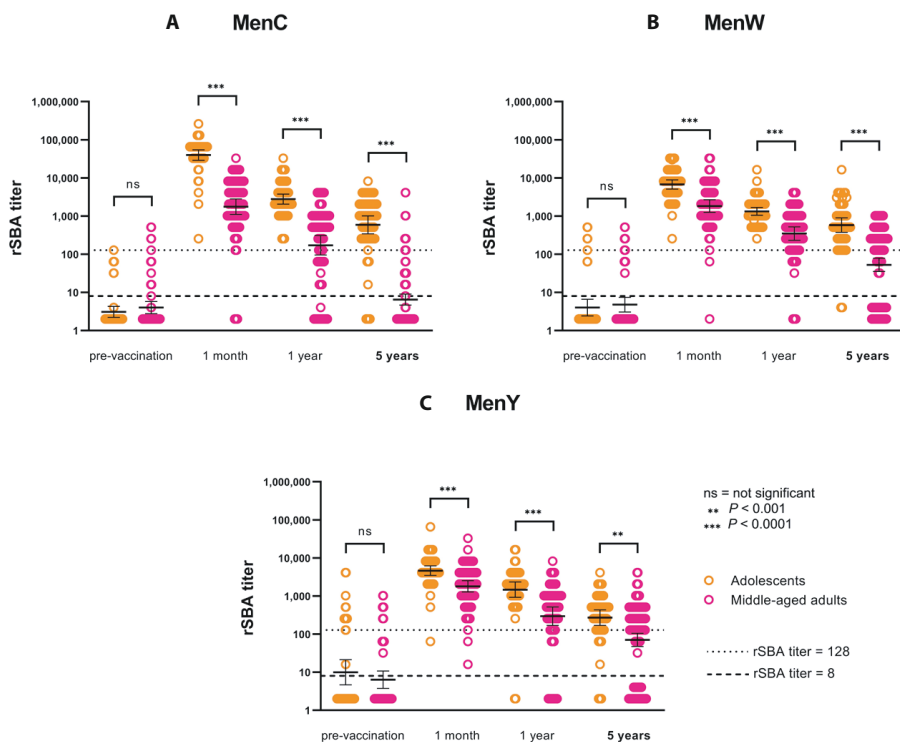 A MenC
rSBA titer
1,000,000
100,000
10,000
1,000
100
10
1
ns
***
***
***
pre-vaccination 1 month 1 year 5 years
B MenW
rSBA titer
1,000,000
100,000
10,000
1,000
100
10
1
ns
***
***
***
pre-vaccination 1 month 1 year 5 years
C MenY
rSBA titer
1,000,000
100,000
10,000
1,000
100
10
1
ns
***
***
**
pre-vaccination 1 month 1 year 5 years
ns = not significant
** P < 0.001
*** P < 0.0001
Adolescents
Middle-aged adults
rSBA titer = 128
rSBA titer = 8